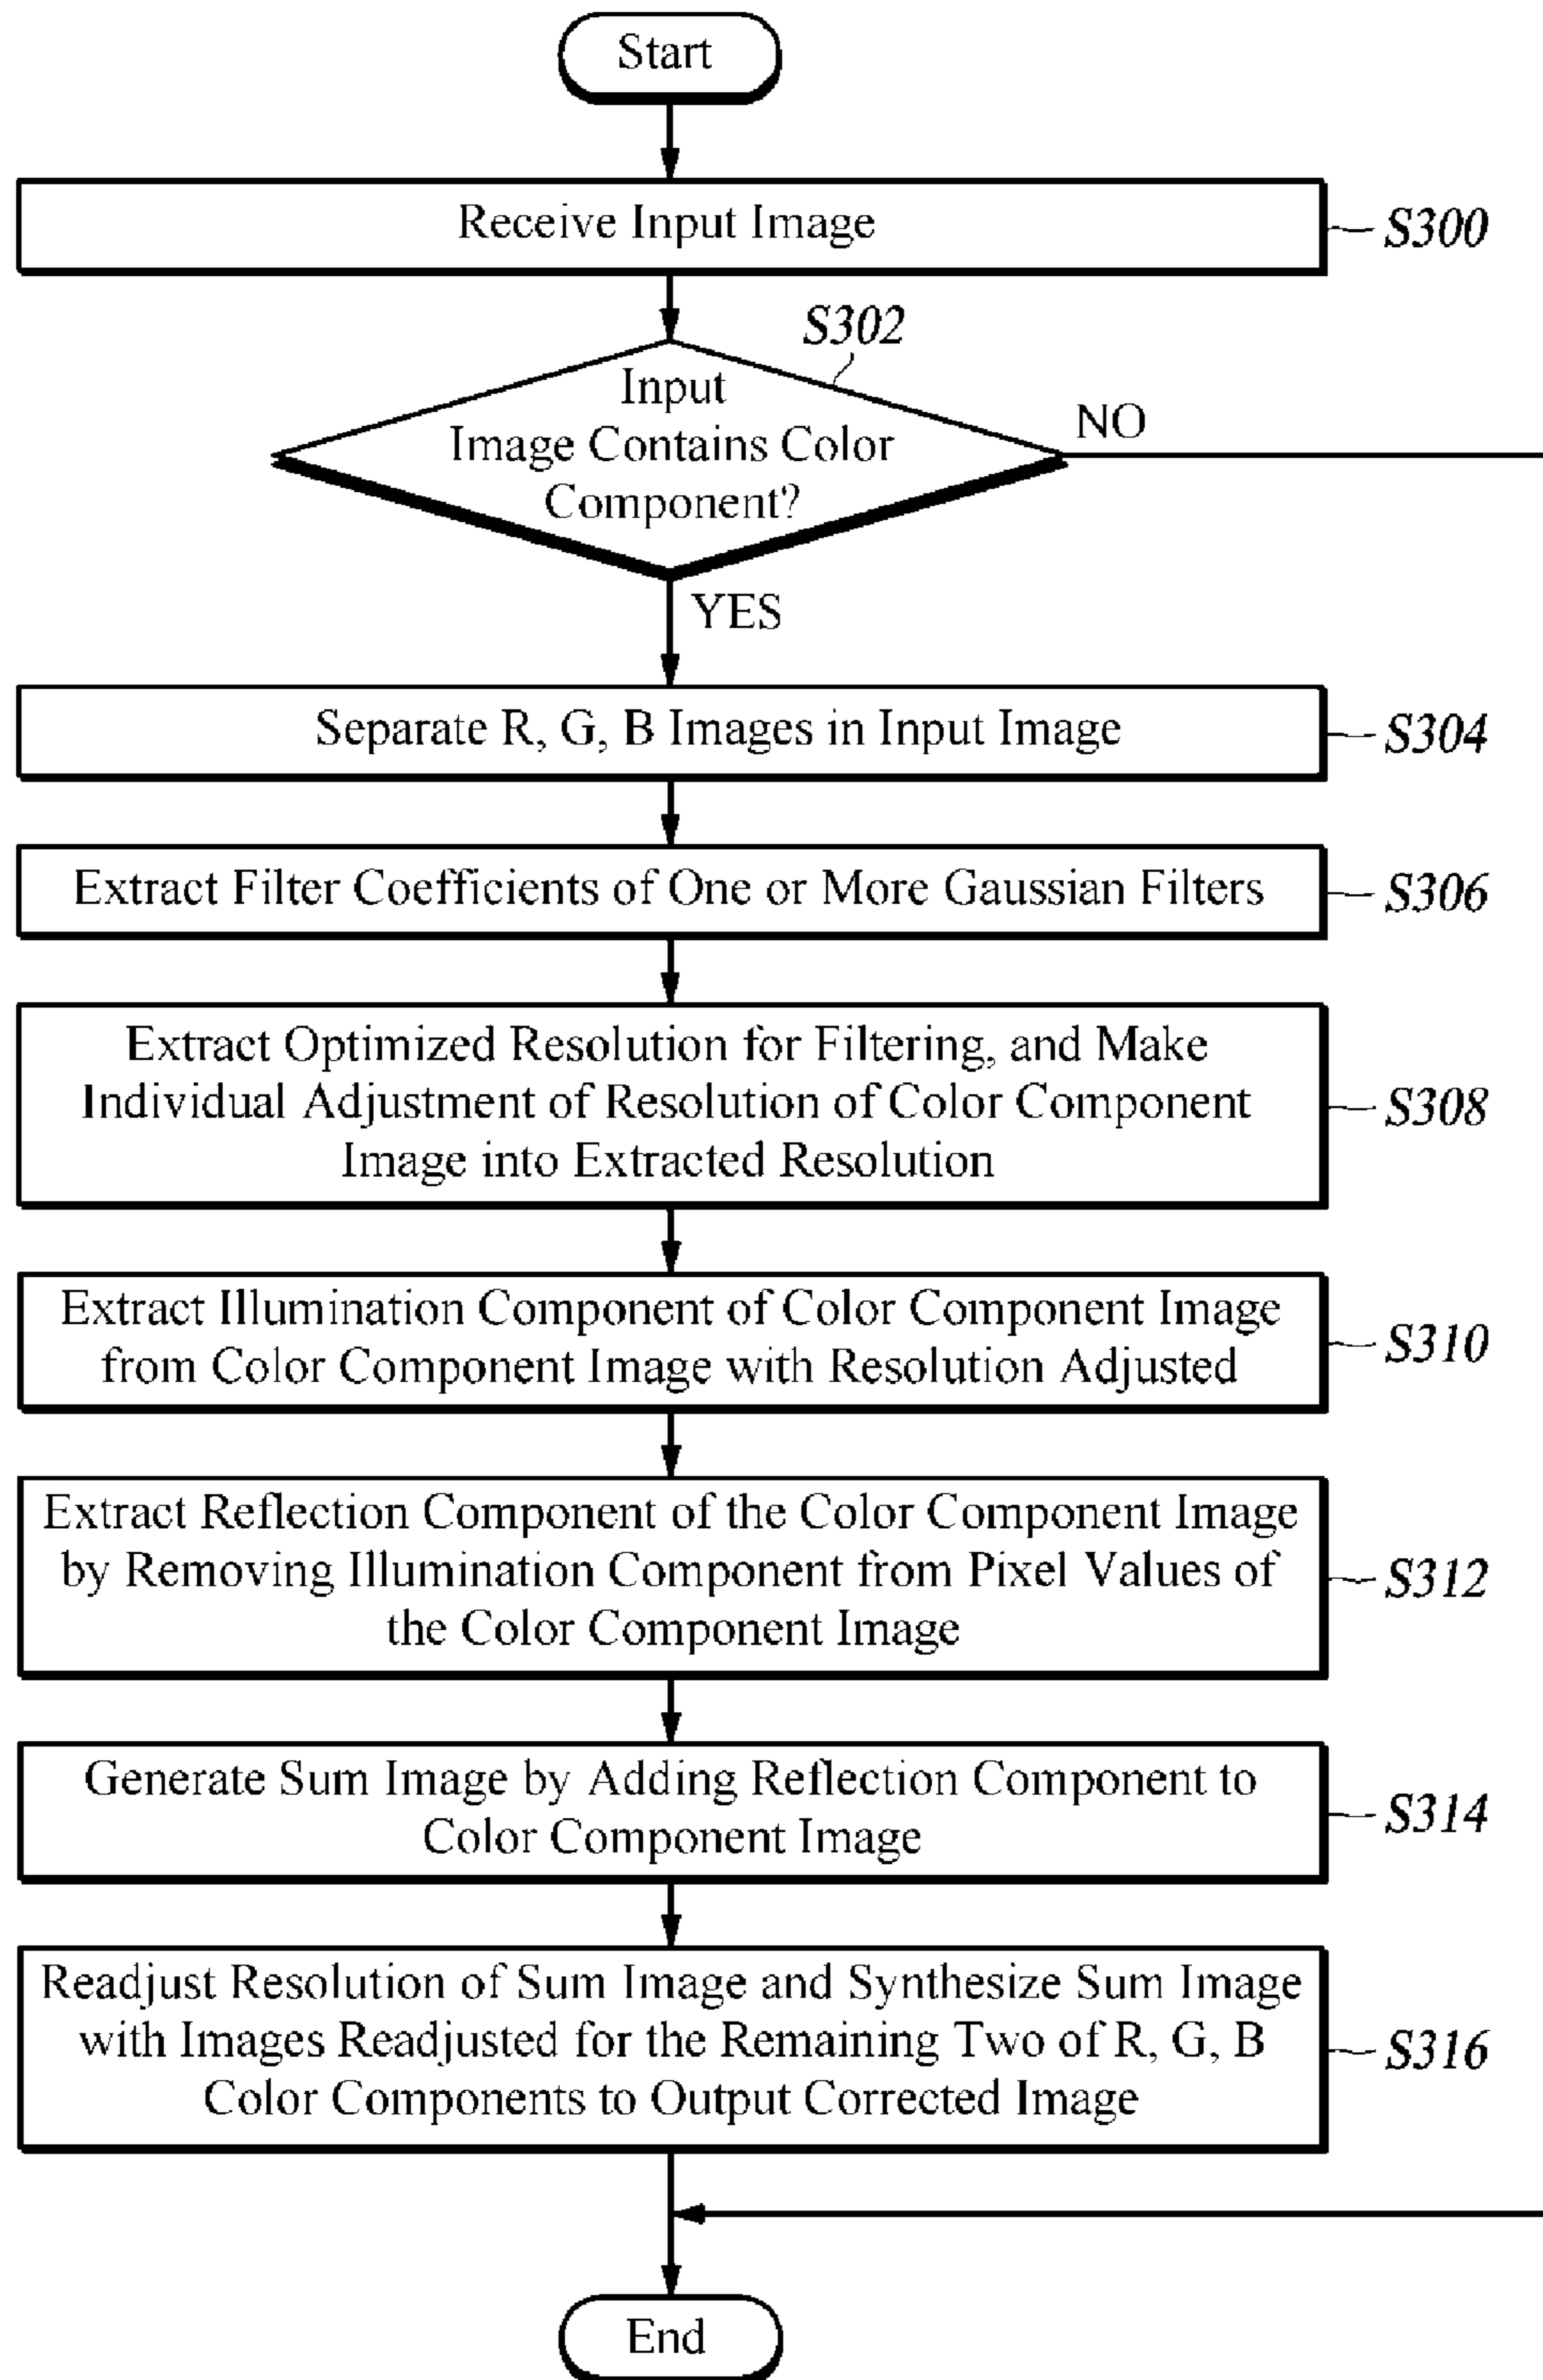 Start
Receive Input Image
S300
S302
Input
Image Contains Color
Component?
NO
YES
Separate R, G, B Images in Input Image
S304
Extract Filter Coefficients of One or More Gaussian Filters
S306
Extract Optimized Resolution for Filtering, and Make
Individual Adjustment of Resolution of Color Component
Image into Extracted Resolution
S308
Extract Illumination Component of Color Component Image
from Color Component Image with Resolution Adjusted
S310
Extract Reflection Component of the Color Component Image
by Removing Illumination Component from Pixel Values of
the Color Component Image
S312
Generate Sum Image by Adding Reflection Component to
Color Component Image
S314
Readjust Resolution of Sum Image and Synthesize Sum Image
with Images Readjusted for the Remaining Two of R, G, B
Color Components to Output Corrected Image
S316
End